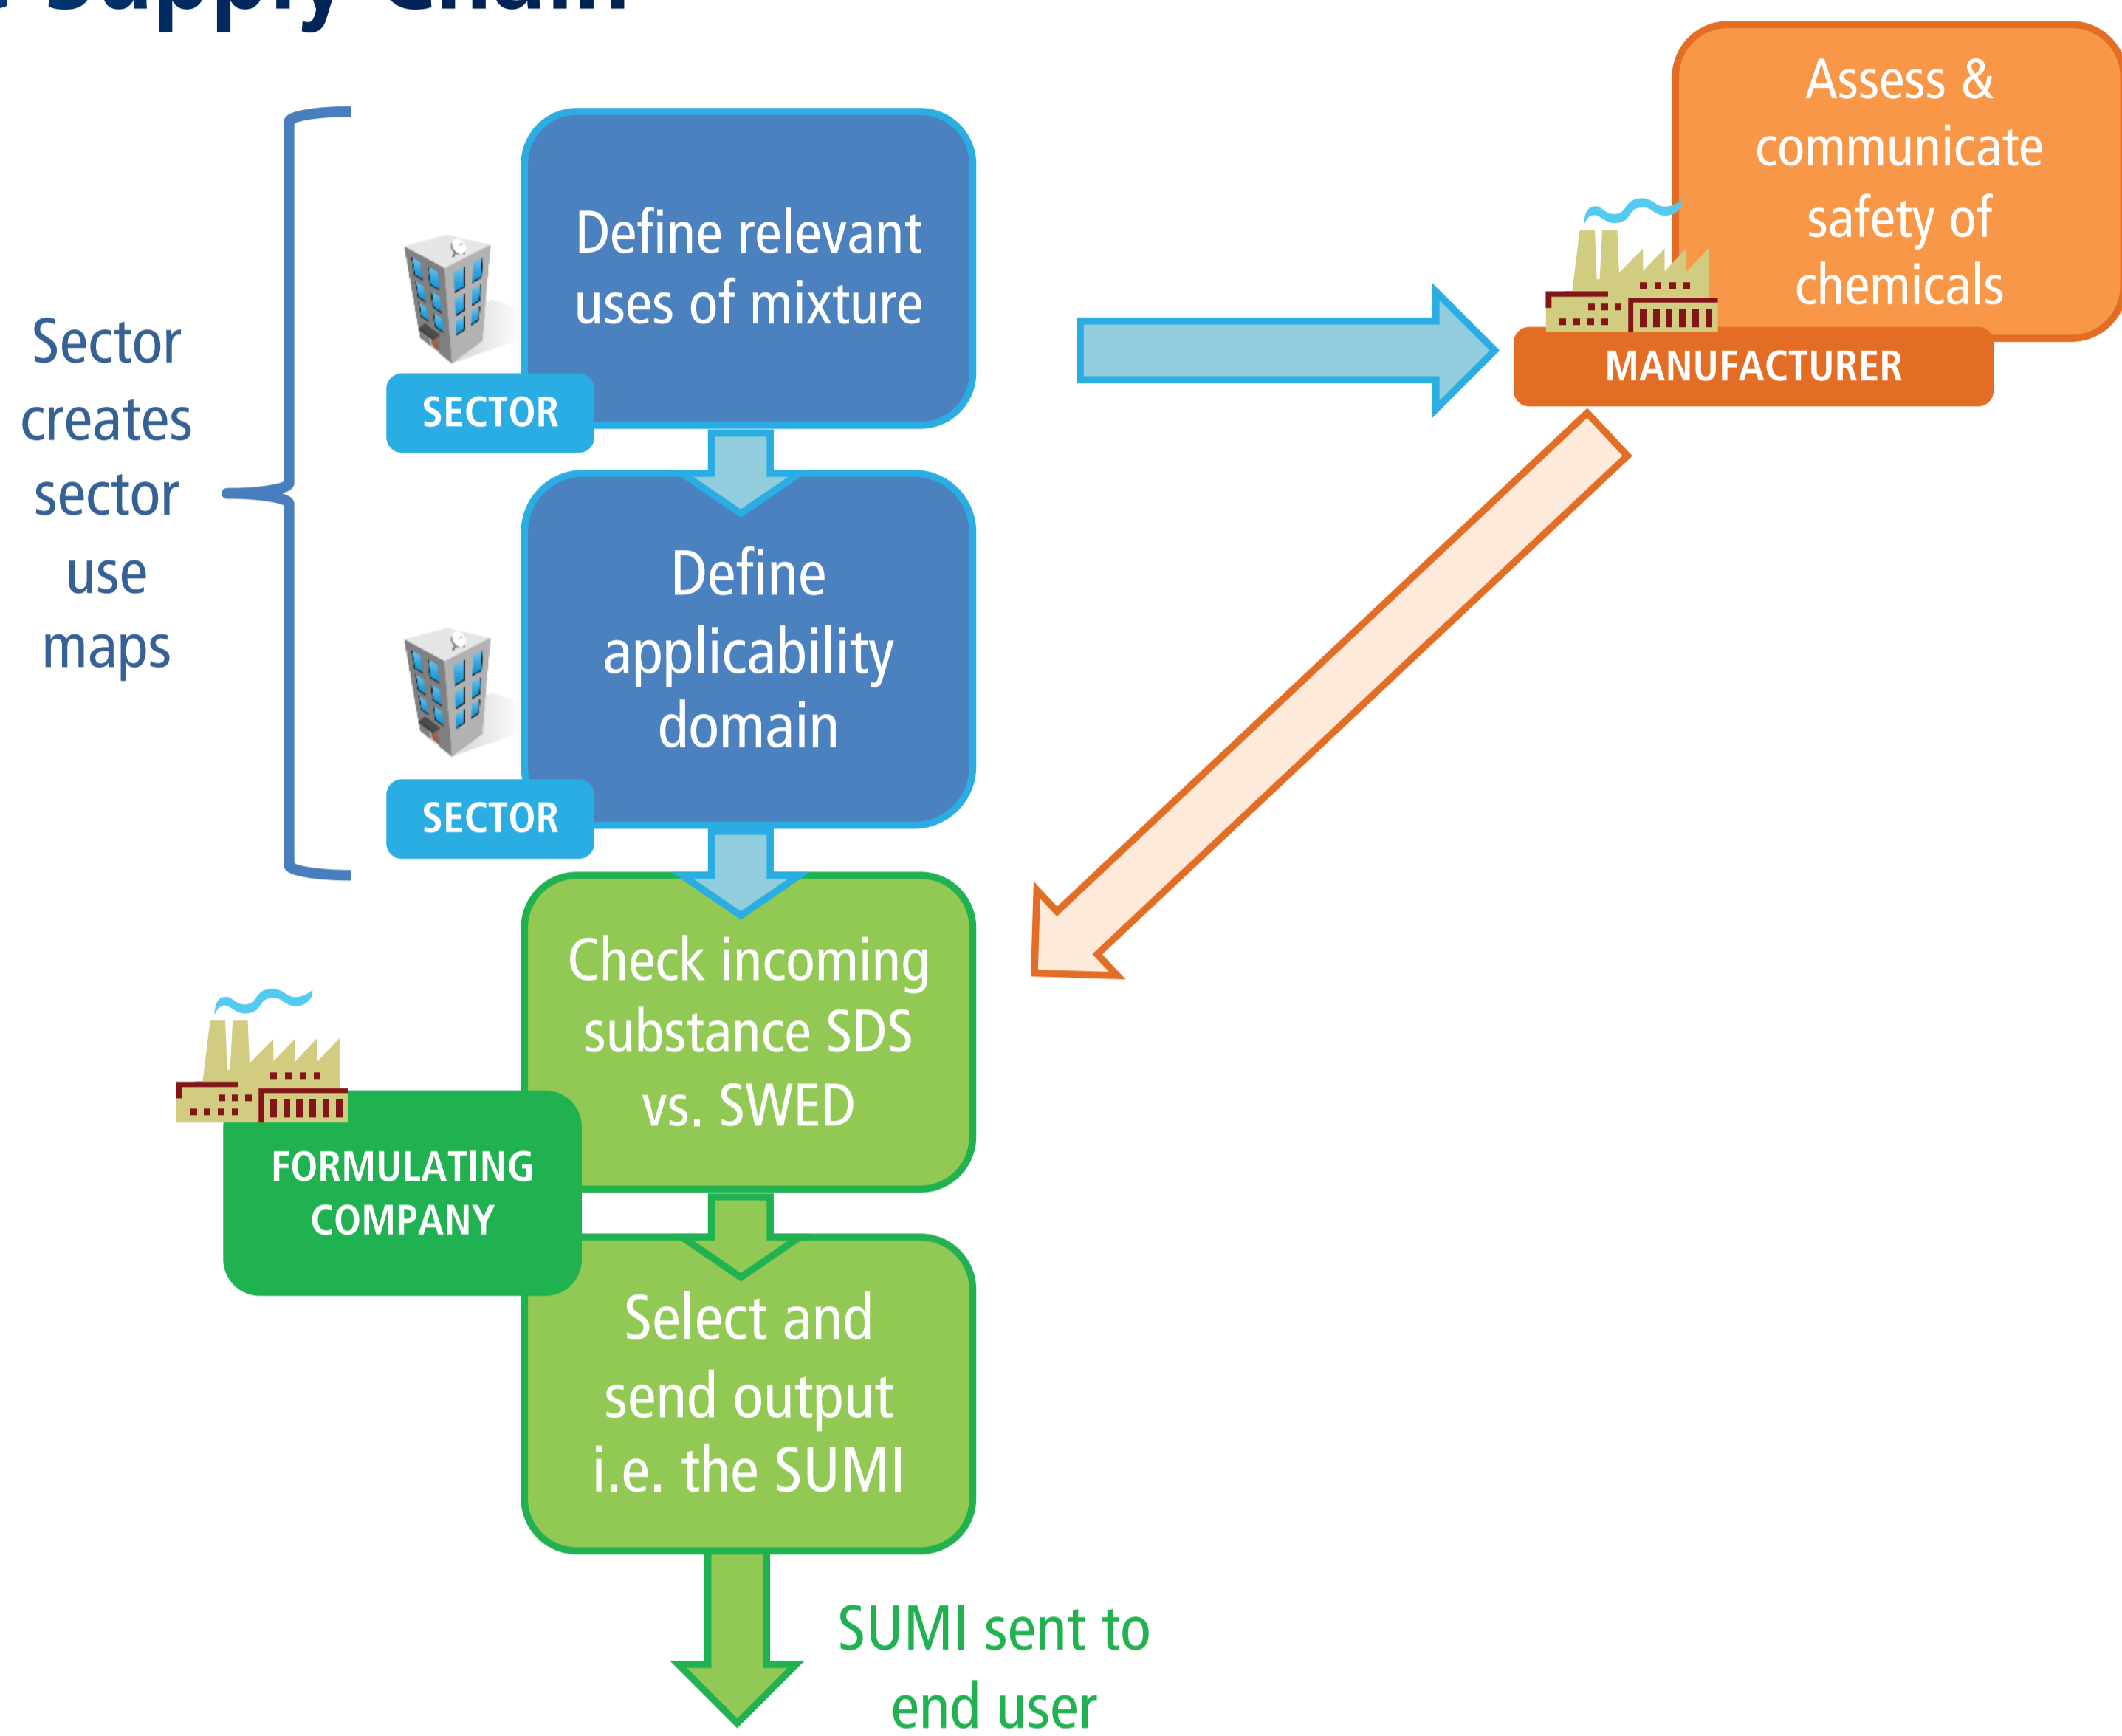 supply chain
Assess &
communicate
safety of
chemicals
MANUFACTURER
Define relevant
uses of mixture
SECTOR
Sector
creates
sector
use
maps
Define
applicability
domain
SECTOR
Check incoming
substance SDS
vs. SWED
FORMULATING
COMPANY
Select and
send output
i.e. the SUMI
SUMI sent to
end user